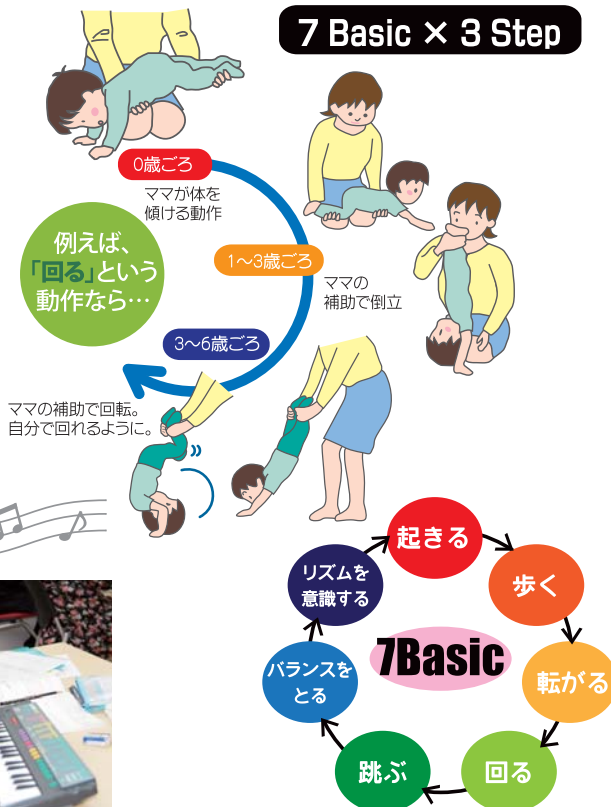 7 Basic × 3 Step
0歳ごろ
ママが体を
傾ける動作
例えば、
「回る」という
動作なら…
1〜3歳ごろ
ママの
補助で倒立
3〜6歳ごろ
ママの補助で回転。
自分で回れるように。
起きる
リズムを
意識する
歩く
7Basic
バランスを
とる
転がる
跳ぶ
回る